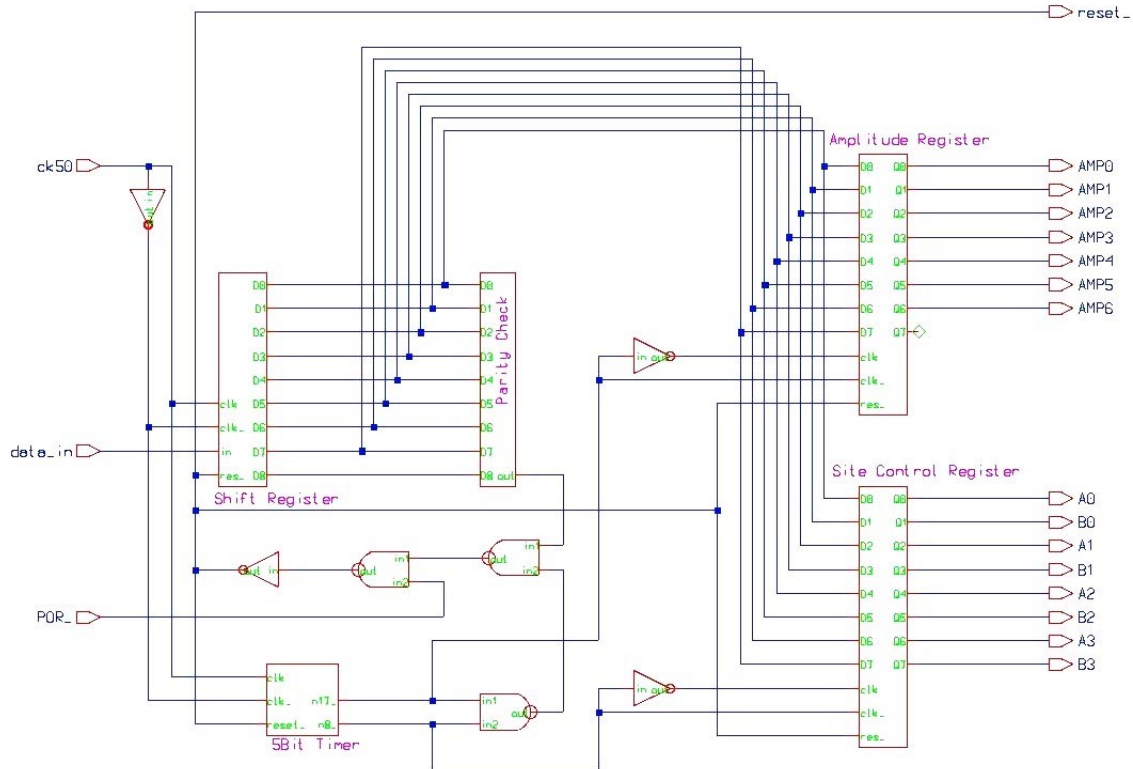 reset_
ck50
out in
data_in
POR_
Shift Register
clk
clk_
in
res_
D0
D1
D2
D3
D4
D5
D6
D7
D8
Parity Check
D0
D1
D2
D3
D4
D5
D6
D7
D8 out
out in
out in1
in2
out in1
in2
5Bit Timer
clk
clk_ n17_
reset_ n8_
in1 out
in2
in out
in out
Amplitude Register
D0 Q0 AMP0
D1 Q1 AMP1
D2 Q2 AMP2
D3 Q3 AMP3
D4 Q4 AMP4
D5 Q5 AMP5
D6 Q6 AMP6
D7 Q7
clk
clk_
res_
Site Control Register
D0 Q0 A0
D1 Q1 B0
D2 Q2 A1
D3 Q3 B1
D4 Q4 A2
D5 Q5 B2
D6 Q6 A3
D7 Q7 B3
clk
clk_
res_